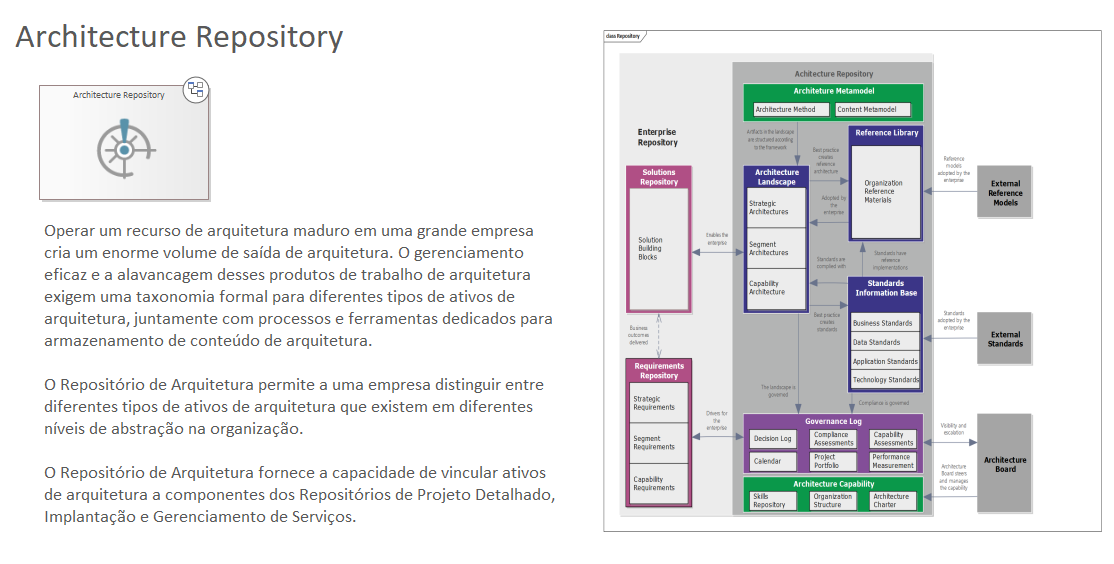 Architecture Repository
Architecture Repository
Operar um recurso de arquitetura maduro em uma grande empresa
cria um enorme volume de saída de arquitetura. O gerenciamento
eficaz e a alavancagem desses produtos de trabalho de arquitetura
exigem uma taxonomia formal para diferentes tipos de ativos de
arquitetura, juntamente com processos e ferramentas dedicados para
armazenamento de conteúdo de arquitetura.
O Repositório de Arquitetura permite a uma empresa distinguir entre
diferentes tipos de ativos de arquitetura que existem em diferentes
níveis de abstração na organização.
O Repositório de Arquitetura fornece a capacidade de vincular ativos
de arquitetura a componentes dos Repositórios de Projeto Detalhado,
Implantação e Gerenciamento de Serviços.
class Repository
Achitecture Repository
Architeture Metamodel
Architecture Method
Content Metamodel
Enterprise
Repository
Artifacts in the landscape
are structured according
to the framework
Best practice
creates
reference
architecture
Reference Library
Organization
Reference
Materials
Reference
models
adopted by the
enterprise
External
Reference
Models
Solutions
Repository
Solution
Building
Blocks
Enables the
enterprise
Architecture
Landscape
Strategic
Architectures
Segment
Architectures
Capability
Architecture
Adopted by
the
enterprise
Standards are
complied with
Standards have
reference
implementations
Best practice
creates
standards
Standards
Information Base
Business Standards
Data Standards
Application Standards
Technology Standards
Standards
adopted by the
enterprise
External
Standards
Business
outcomes
delivered
Requirements
Repository
Strategic
Requirements
Segment
Requirements
Capability
Requirements
The landscape is
governed
Compliance is governed
Drivers for
the
enterprise
Governance Log
Decision Log
Compliance
Assessments
Capability
Assessments
Calendar
Project
Portfolio
Performance
Measurement
Visibility and
escalation
Architecture
Board
Architecture
Board steers
and manages
the capability
Architecture Capability
Skills
Repository
Organization
Structure
Architecture
Charter